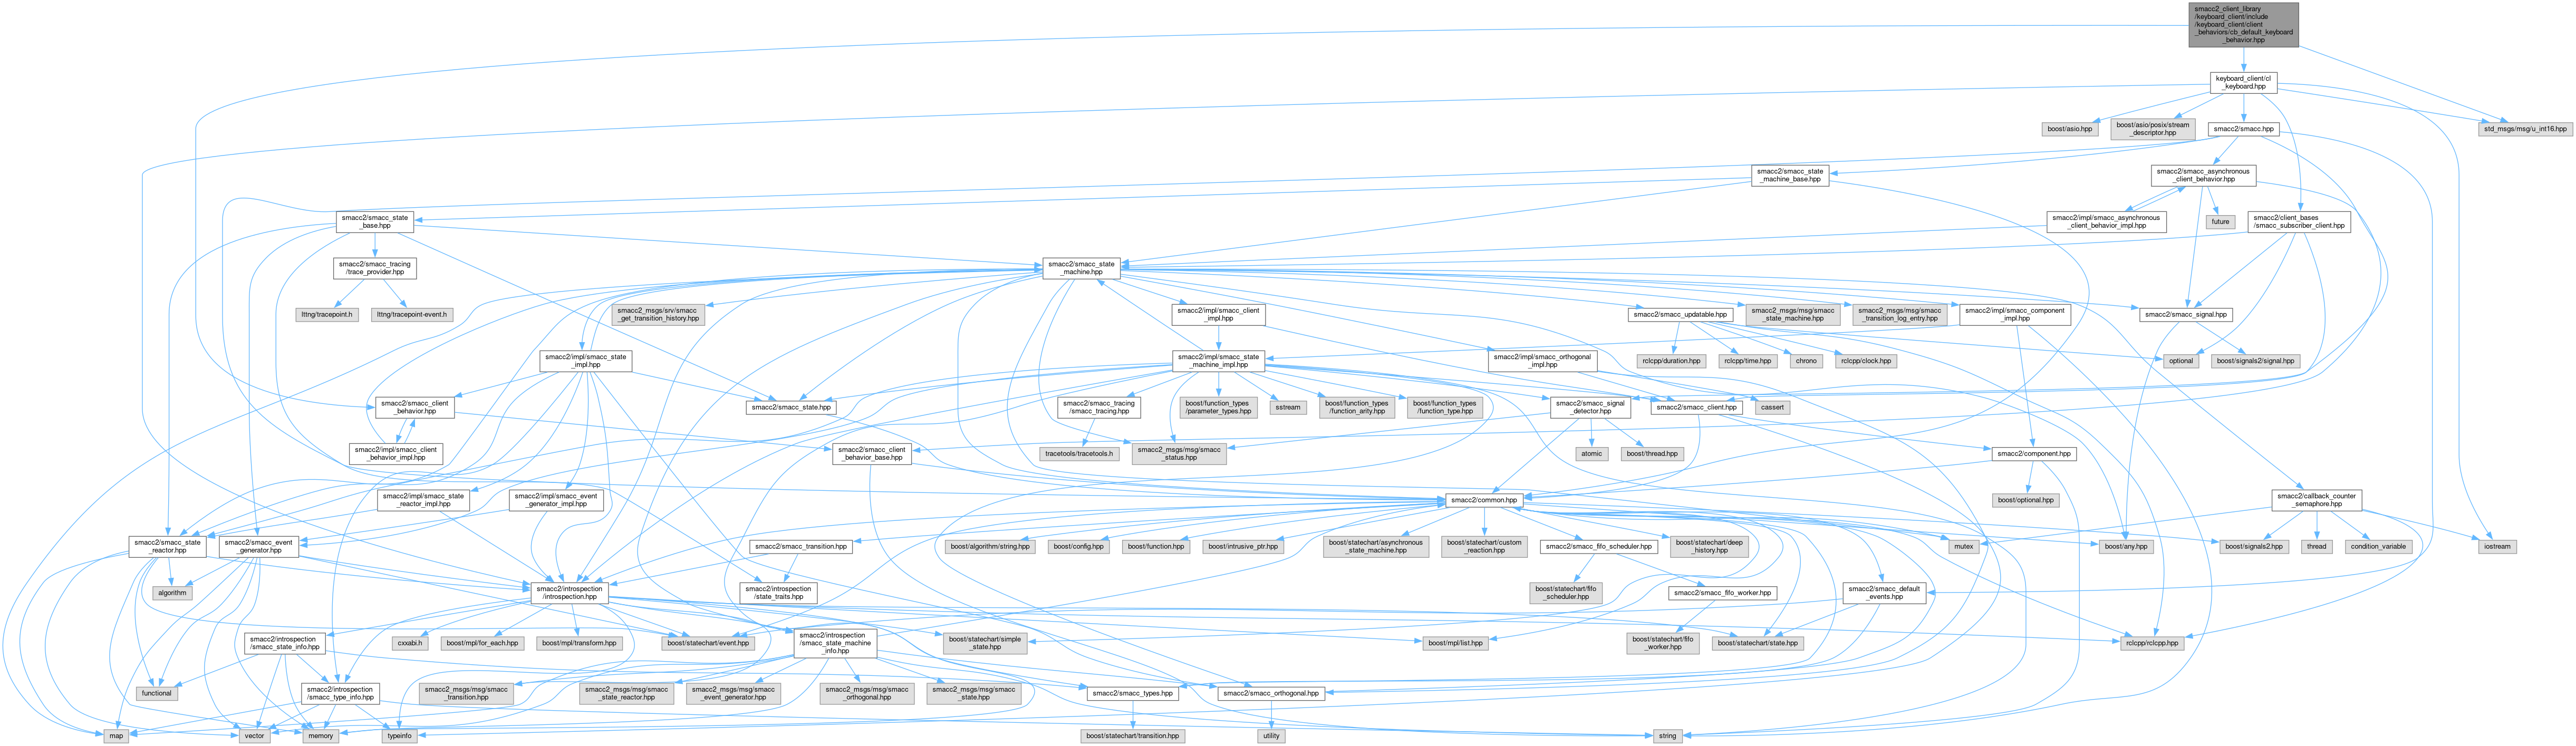 smacc2_client_library
/keyboard_client/include
/keyboard_client/client
_behaviors/cb_default_keyboard
_behavior.hpp
keyboard_client/cl
_keyboard.hpp
boost/asio.hpp
boost/asio/posix/stream
_descriptor.hpp
smacc2/smacc.hpp
std_msgs/msg/u_int16.hpp
smacc2/smacc_state
_machine_base.hpp
smacc2/smacc_asynchronous
_client_behavior.hpp
smacc2/smacc_state
_base.hpp
smacc2/impl/smacc_asynchronous
_client_behavior_impl.hpp
future
smacc2/client_bases
/smacc_subscriber_client.hpp
smacc2/smacc_tracing
/trace_provider.hpp
smacc2/smacc_state
_machine.hpp
lttng/tracepoint.h
lttng/tracepoint-event.h
smacc2_msgs/srv/smacc
_get_transition_history.hpp
smacc2/impl/smacc_client
_impl.hpp
smacc2/smacc_updatable.hpp
smacc2_msgs/msg/smacc
_state_machine.hpp
smacc2_msgs/msg/smacc
_transition_log_entry.hpp
smacc2/impl/smacc_component
_impl.hpp
smacc2/smacc_signal.hpp
smacc2/impl/smacc_state
_impl.hpp
smacc2/impl/smacc_state
_machine_impl.hpp
smacc2/impl/smacc_orthogonal
_impl.hpp
rclcpp/duration.hpp
rclcpp/time.hpp
chrono
rclcpp/clock.hpp
optional
boost/signals2/signal.hpp
smacc2/smacc_client
_behavior.hpp
smacc2/smacc_state.hpp
smacc2/smacc_tracing
/smacc_tracing.hpp
boost/function_types
/parameter_types.hpp
sstream
boost/function_types
/function_arity.hpp
boost/function_types
/function_type.hpp
smacc2/smacc_signal
_detector.hpp
smacc2/smacc_client.hpp
cassert
smacc2/impl/smacc_client
_behavior_impl.hpp
smacc2/smacc_client
_behavior_base.hpp
tracetools/tracetools.h
smacc2_msgs/msg/smacc
_status.hpp
atomic
boost/thread.hpp
smacc2/component.hpp
smacc2/impl/smacc_state
_reactor_impl.hpp
smacc2/impl/smacc_event
_generator_impl.hpp
smacc2/common.hpp
boost/optional.hpp
smacc2/callback_counter
_semaphore.hpp
smacc2/smacc_state
_reactor.hpp
smacc2/smacc_event
_generator.hpp
smacc2/smacc_transition.hpp
boost/algorithm/string.hpp
boost/config.hpp
boost/function.hpp
boost/intrusive_ptr.hpp
boost/statechart/asynchronous
_state_machine.hpp
boost/statechart/custom
_reaction.hpp
smacc2/smacc_fifo_scheduler.hpp
boost/statechart/deep
_history.hpp
mutex
boost/any.hpp
boost/signals2.hpp
thread
condition_variable
iostream
algorithm
smacc2/introspection
/introspection.hpp
smacc2/introspection
/state_traits.hpp
boost/statechart/fifo
_scheduler.hpp
smacc2/smacc_fifo_worker.hpp
smacc2/smacc_default
_events.hpp
smacc2/introspection
/smacc_state_info.hpp
cxxabi.h
boost/mpl/for_each.hpp
boost/mpl/transform.hpp
boost/statechart/event.hpp
smacc2/introspection
/smacc_state_machine
_info.hpp
boost/statechart/simple
_state.hpp
boost/mpl/list.hpp
boost/statechart/fifo
_worker.hpp
boost/statechart/state.hpp
rclcpp/rclcpp.hpp
functional
smacc2/introspection
/smacc_type_info.hpp
smacc2_msgs/msg/smacc
_transition.hpp
smacc2_msgs/msg/smacc
_state_reactor.hpp
smacc2_msgs/msg/smacc
_event_generator.hpp
smacc2_msgs/msg/smacc
_orthogonal.hpp
smacc2_msgs/msg/smacc
_state.hpp
smacc2/smacc_types.hpp
smacc2/smacc_orthogonal.hpp
map
vector
memory
typeinfo
boost/statechart/transition.hpp
utility
string